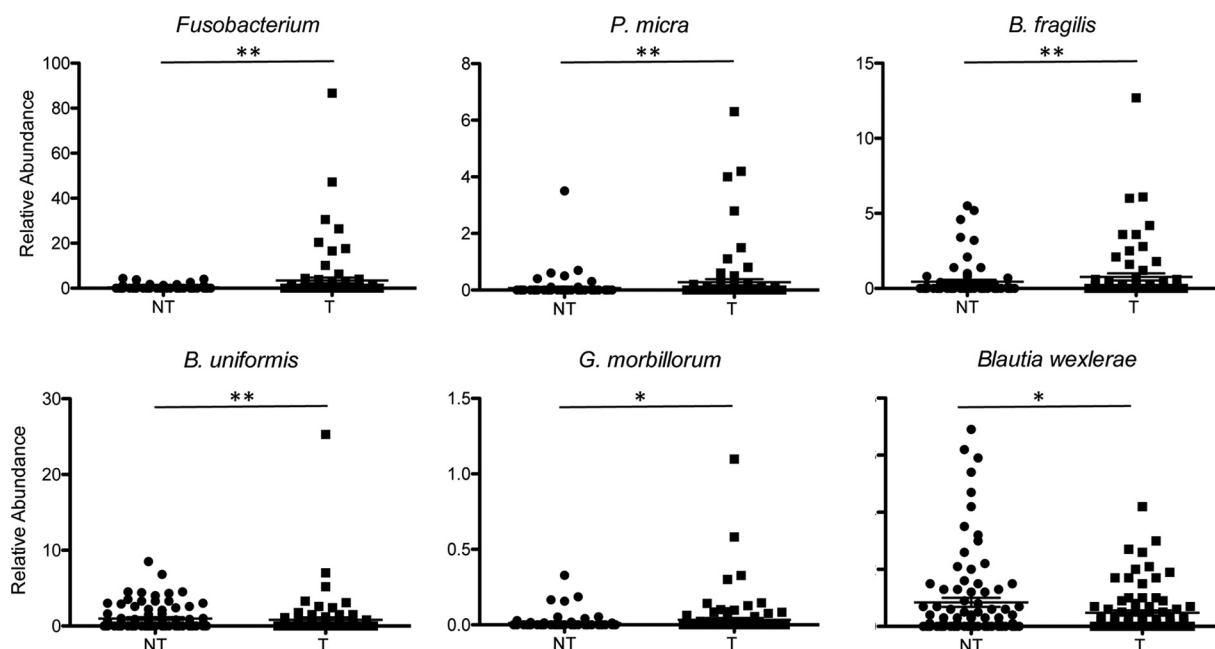 Fusobacterium
**
Relative Abundance
100
80
60
40
20
0
NT
T
P. micra
**
8
6
4
2
0
NT
T
B. fragilis
**
15
10
5
0
NT
T
B. uniformis
**
Relative Abundance
30
20
10
0
NT
T
G. morbillorum
*
1.5
1.0
0.5
0.0
NT
T
Blautia wexlerae
*
NT
T